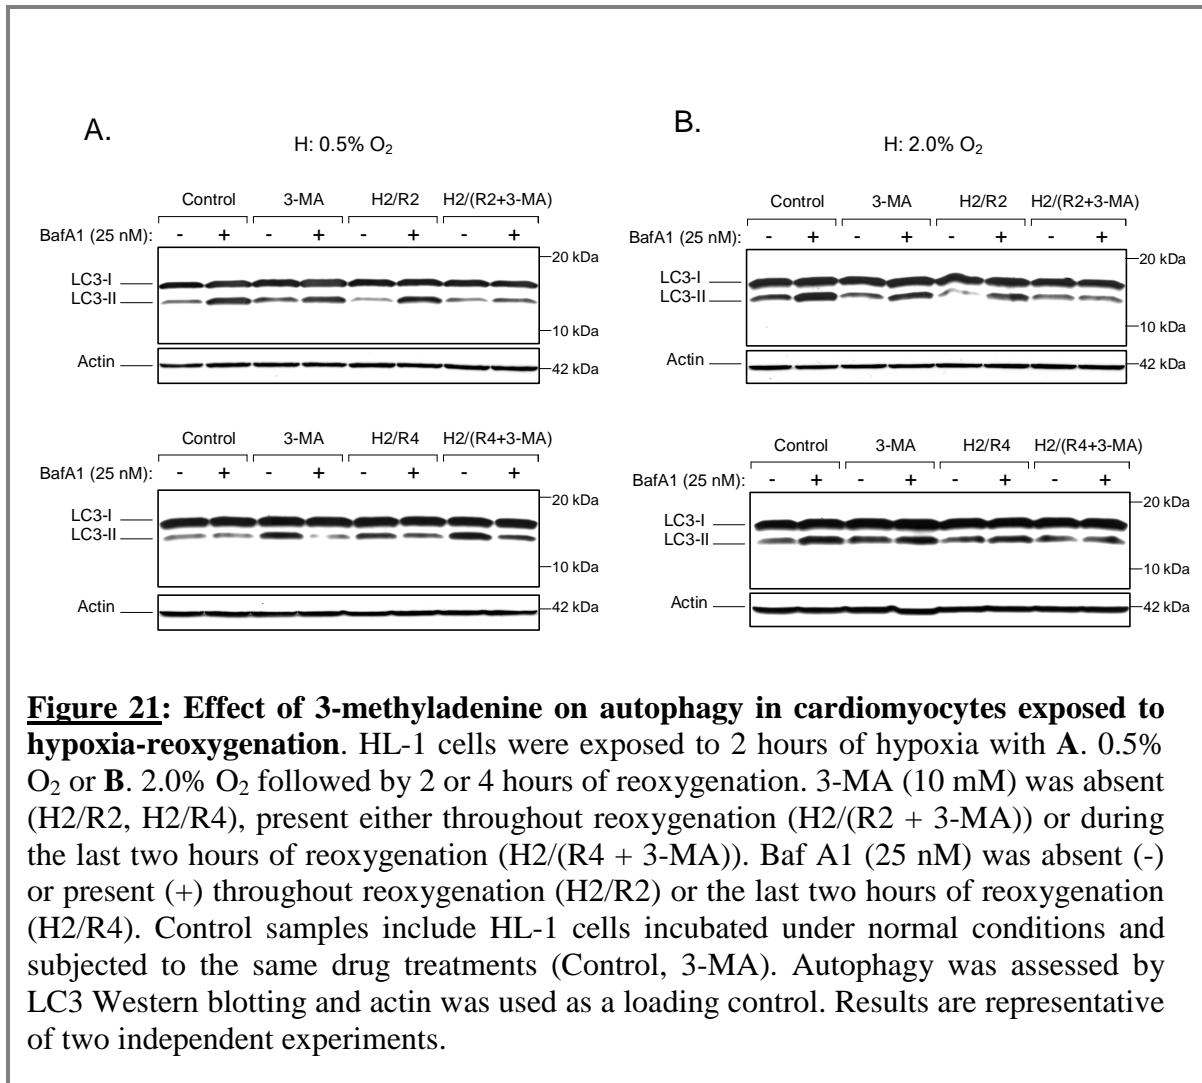 A.
H: 0.5% O2
Control 3-MA H2/R2 H2/(R2+3-MA)
BafA1 (25 nM): - + - + - + - +
20 kDa
LC3-I
LC3-II
10 kDa
Actin
42 kDa
Control 3-MA H2/R4 H2/(R4+3-MA)
BafA1 (25 nM): - + - + - + - +
20 kDa
LC3-I
LC3-II
10 kDa
Actin
42 kDa
B.
H: 2.0% O2
Control 3-MA H2/R2 H2/(R2+3-MA)
BafA1 (25 nM): - + - + - + - +
20 kDa
LC3-I
LC3-II
10 kDa
Actin
42 kDa
Control 3-MA H2/R4 H2/(R4+3-MA)
BafA1 (25 nM): - + - + - + - +
20 kDa
LC3-I
LC3-II
10 kDa
Actin
42 kDa
Figure 21: Effect of 3-methyladenine on autophagy in cardiomyocytes exposed to
hypoxia-reoxygenation. HL-1 cells were exposed to 2 hours of hypoxia with A. 0.5%
O2 or B. 2.0% O2 followed by 2 or 4 hours of reoxygenation. 3-MA (10 mM) was absent
(H2/R2, H2/R4), present either throughout reoxygenation (H2/(R2 + 3-MA)) or during
the last two hours of reoxygenation (H2/(R4 + 3-MA)). Baf A1 (25 nM) was absent (-)
or present (+) throughout reoxygenation (H2/R2) or the last two hours of reoxygenation
(H2/R4). Control samples include HL-1 cells incubated under normal conditions and
subjected to the same drug treatments (Control, 3-MA). Autophagy was assessed by
LC3 Western blotting and actin was used as a loading control. Results are representative
of two independent experiments.